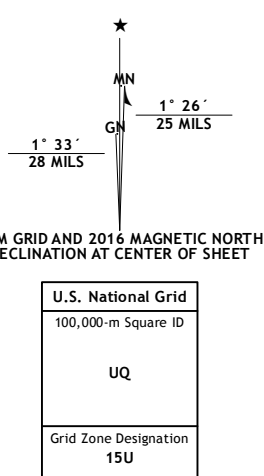 ★
MN
1° 26´
25 MILS
GN
1° 33´
28 MILS
M GRID AND 2016 MAGNETIC NORTH
ECLINATION AT CENTER OF SHEET
U.S. National Grid
100,000-m Square ID
UQ
Grid Zone Designation
15U